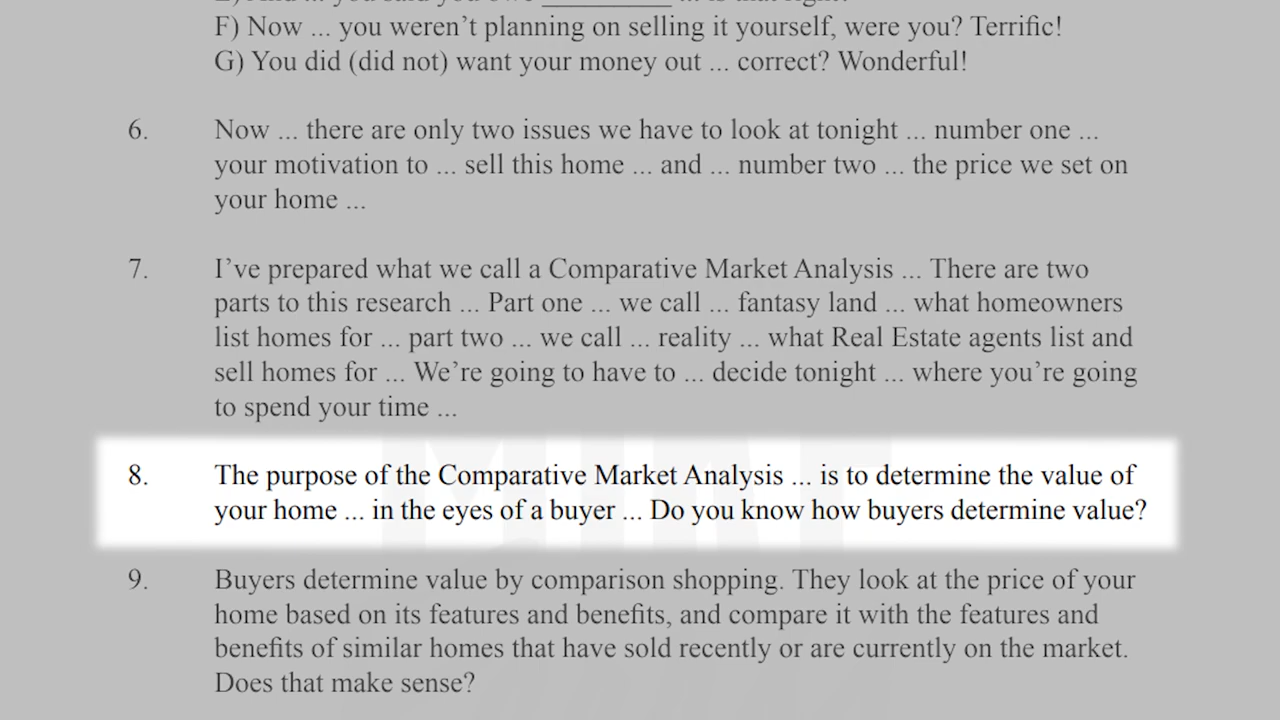 F) Now ... you weren’t planning on selling it yourself, were you? Terrific!
G) You did (did not) want your money out ... correct? Wonderful!
6. Now ... there are only two issues we have to look at tonight ... number one ...
your motivation to ... sell this home ... and ... number two ... the price we set on
your home ...
7. I’ve prepared what we call a Comparative Market Analysis ... There are two
parts to this research ... Part one ... we call ... fantasy land ... what homeowners
list homes for ... part two ... we call ... reality ... what Real Estate agents list and
sell homes for ... We’re going to have to ... decide tonight ... where you’re going
to spend your time ...
8. The purpose of the Comparative Market Analysis ... is to determine the value of
your home ... in the eyes of a buyer ... Do you know how buyers determine value?
9. Buyers determine value by comparison shopping. They look at the price of your
home based on its features and benefits, and compare it with the features and
benefits of similar homes that have sold recently or are currently on the market.
Does that make sense?